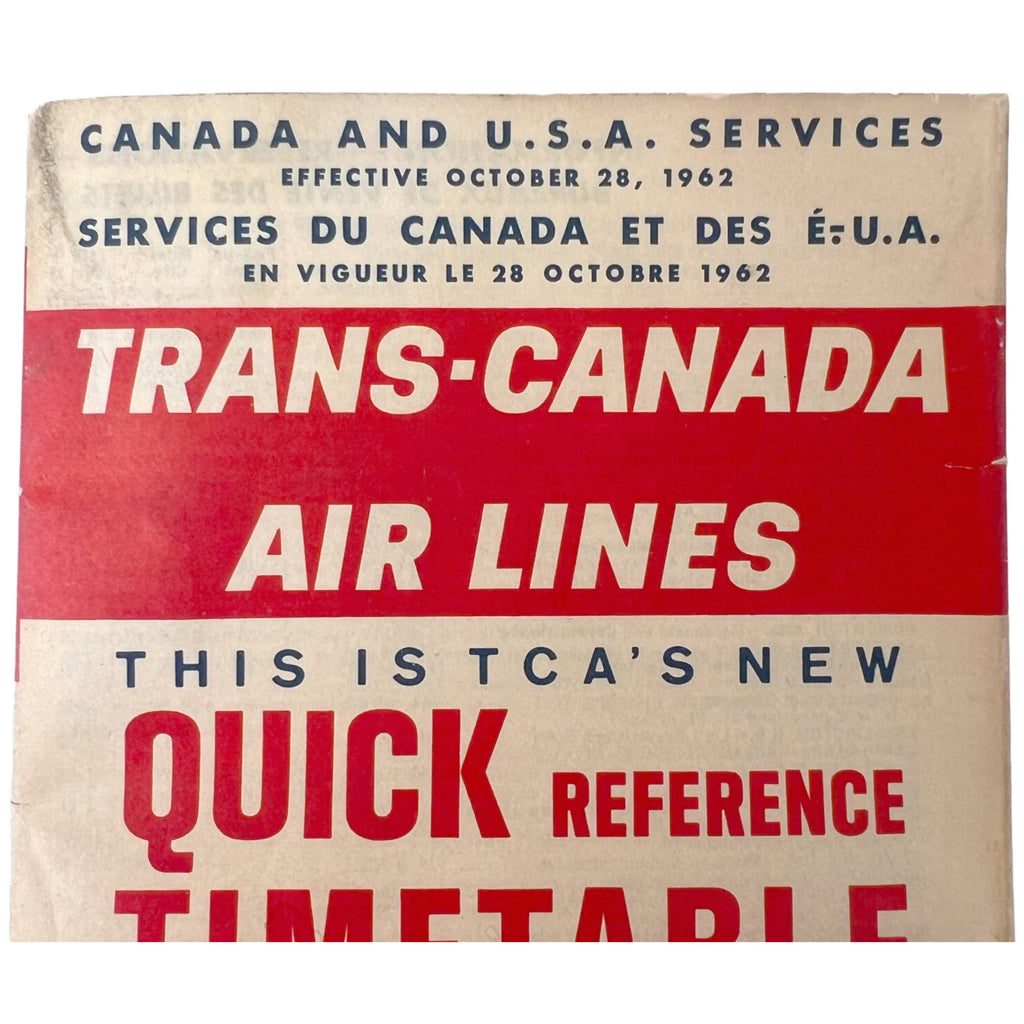 CANADA AND U.S.A. SERVICES
EFFECTIVE OCTOBER 28, 1962
SERVICES DU CANADA ET DES É.-U.A.
EN VIGUEUR LE 28 OCTOBRE 1962
TRANS-CANADA
AIR LINES
THIS IS TCA'S NEW
QUICK REFERENCE
TIMETABLE